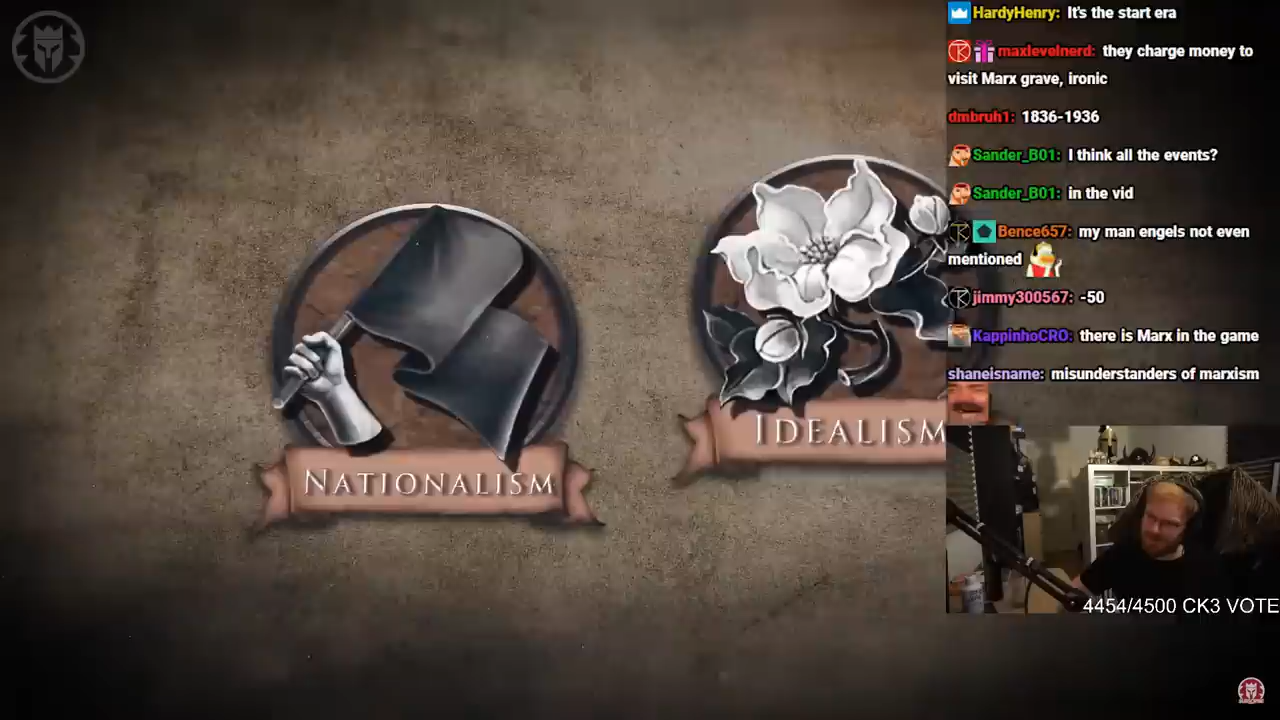 HardyHenry: It's the start era
maxlevelnerd: they charge money to
visit Marx grave, ironic
dmbruh1: 1836-1936
Sander_B01: I think all the events?
Sander_B01: in the vid
Bence657: my man engels not even
mentioned
jimmy300567: -50
KappinhoCRO: there is Marx in the game
shaneisname: misunderstanders of marxism
IDEALISM
NATIONALISM
4454/4500 CK3 VOTE